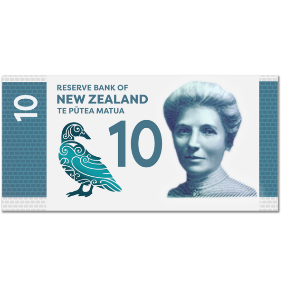 10
RESERVE BANK OF
NEW ZEALAND
TE PŪTEA MATUA
10